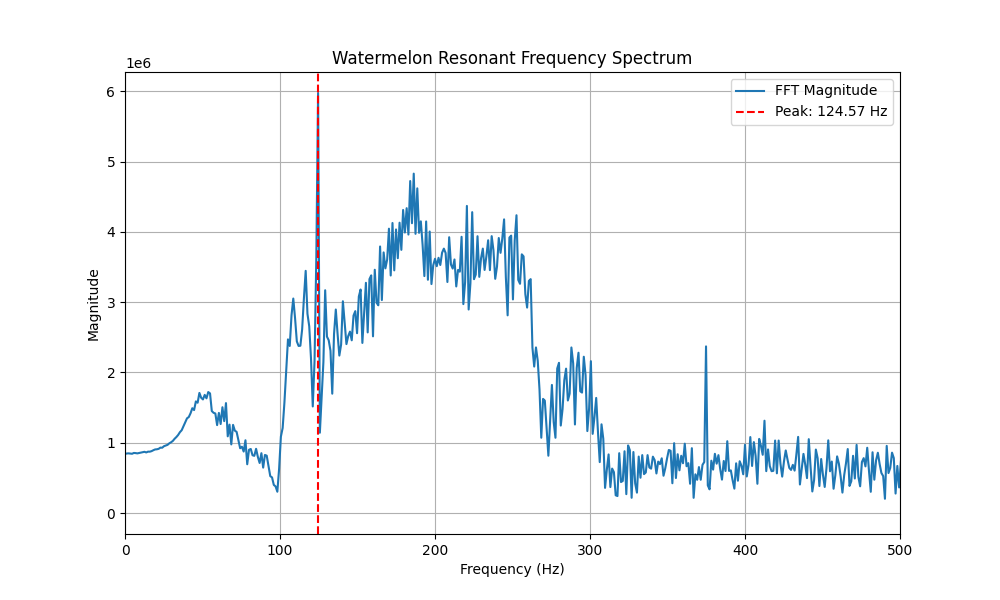 Watermelon Resonant Frequency Spectrum
1e6
FFT Magnitude
Peak: 124.57 Hz
6
5
4
3
2
1
0
Magnitude
0 100 200 300 400 500
Frequency (Hz)